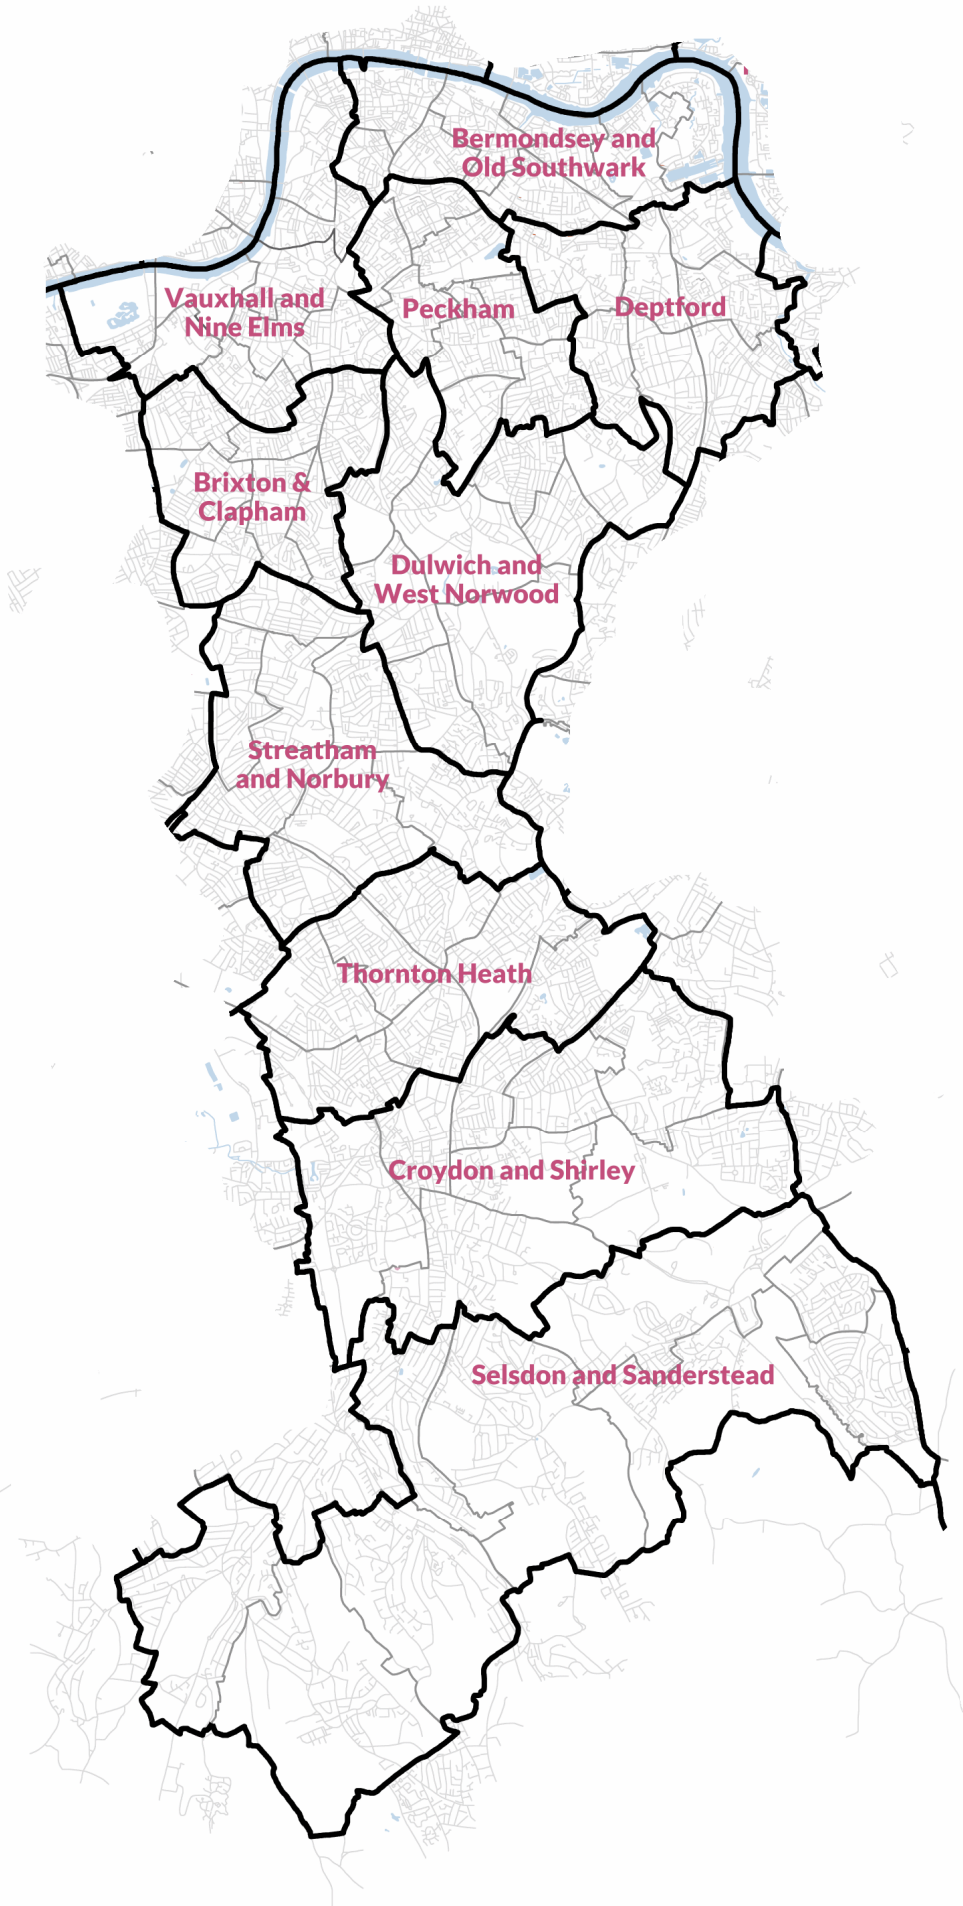 Bermondsey and
Old Southwark
Vauxhall and
Nine Elms
Peckham
Deptford
Brixton &
Clapham
Dulwich and
West Norwood
Streatham
and Norbury
Thornton Heath
Croydon and Shirley
Selsdon and Sanderstead